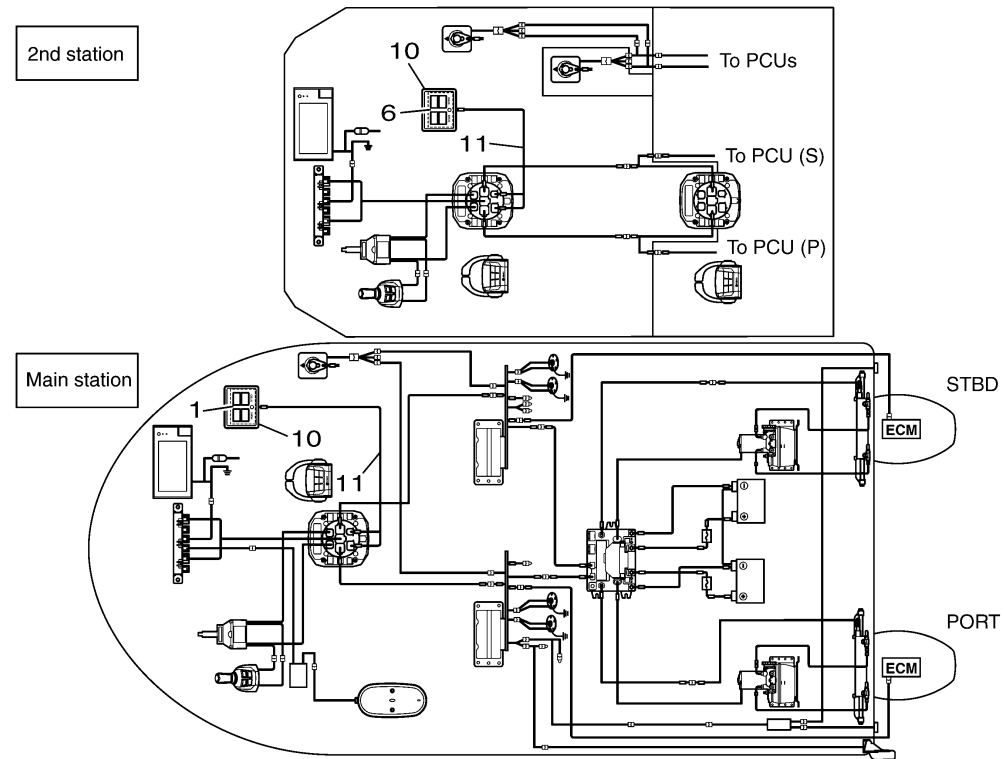 2nd station
10
To PCUs
6
11
To PCU (S)
To PCU (P)
Main station
STBD
1
10
ECM
11
PORT
ECM